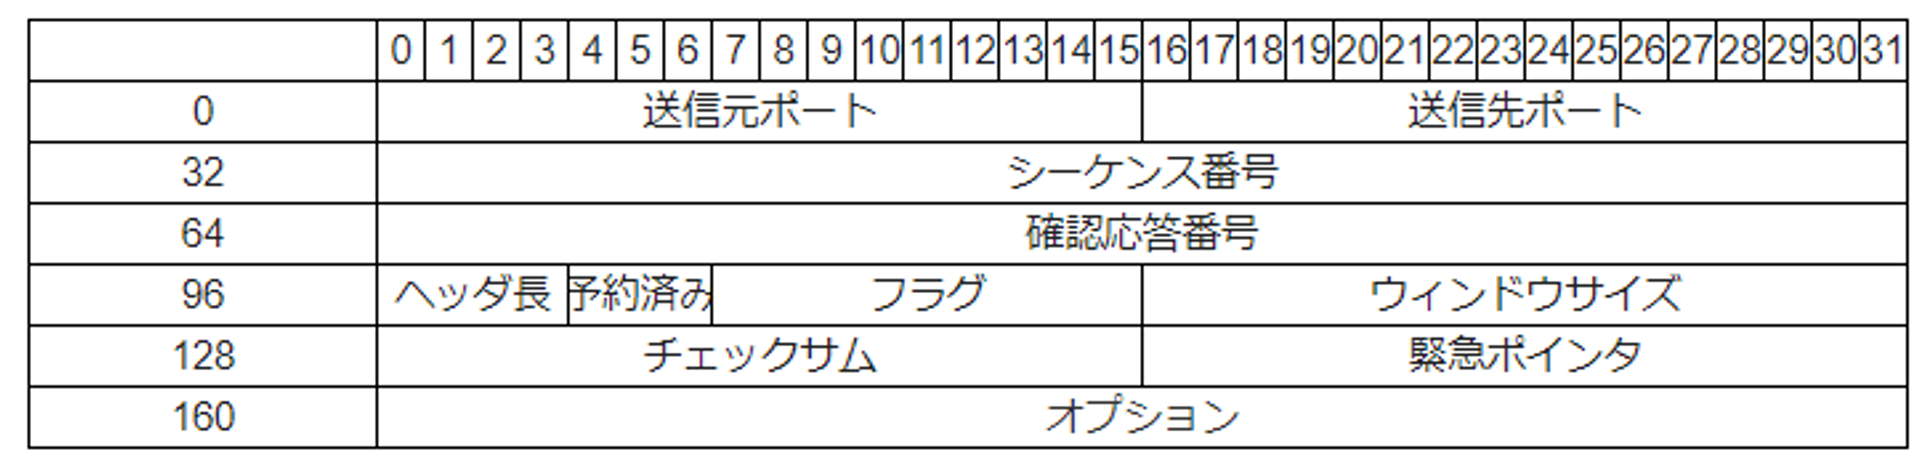 0 1 2 3 4 5 6 7 8 9 10 11 12 13 14 15 16 17 18 19 20 21 22 23 24 25 26 27 28 29 30 31
0 送信元ポート 送信先ポート
32 シーケンス番号
64 確認応答番号
96 ヘッダ長 予約済み フラグ ウィンドウサイズ
128 チェックサム 緊急ポインタ
160 オプション